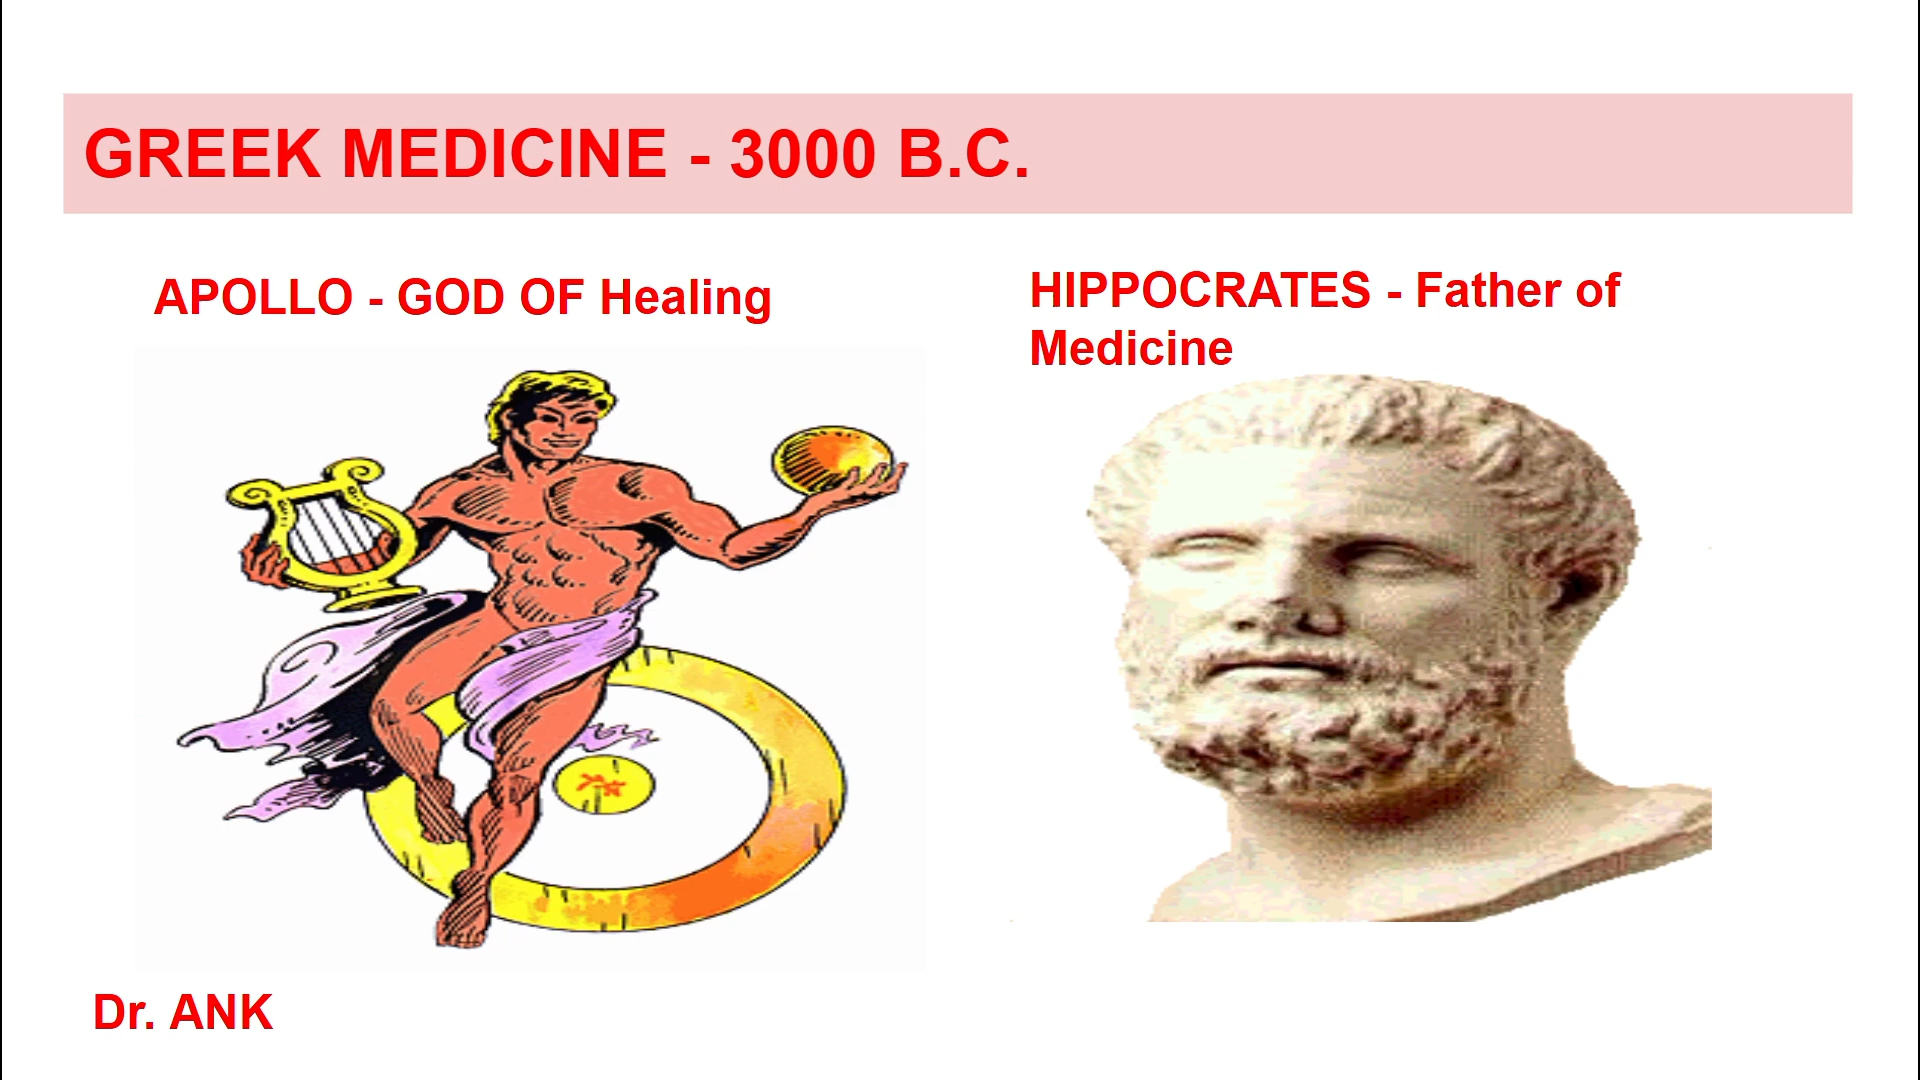 GREEK MEDICINE - 3000 B.C.
APOLLO - GOD OF Healing
HIPPOCRATES - Father of
Medicine
Dr. ANK